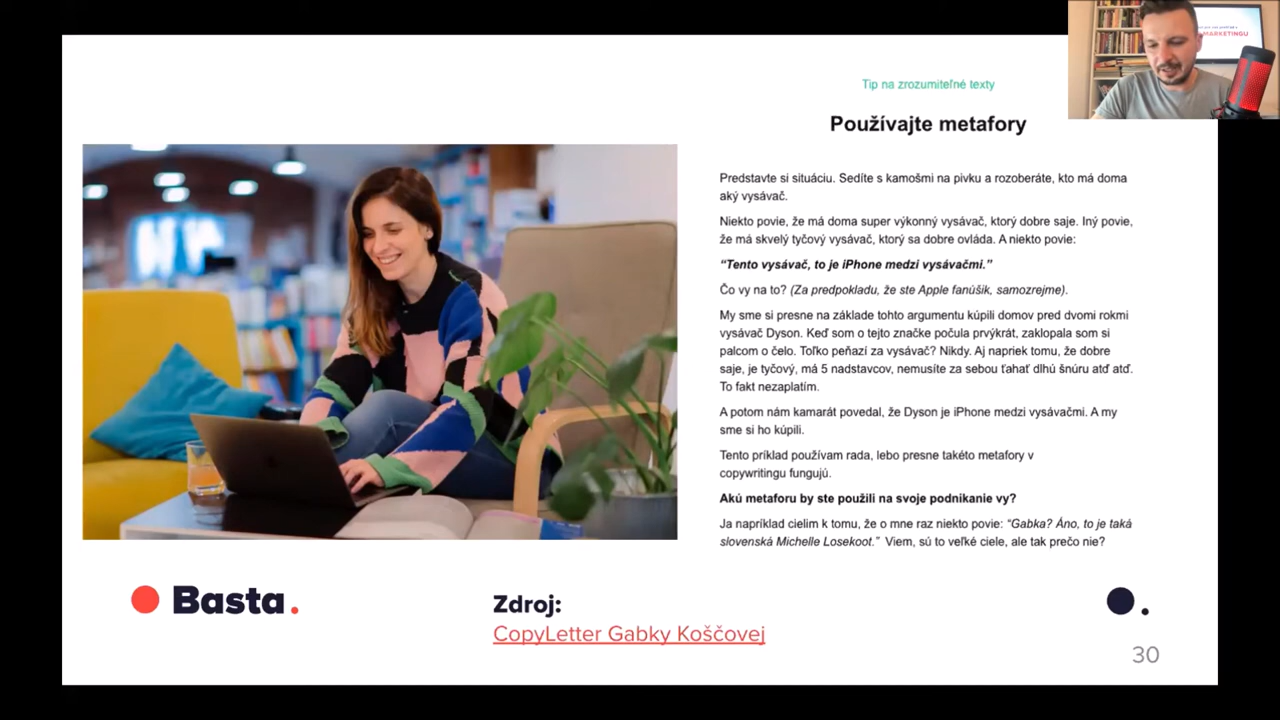 MARKETINGU
Tip na zrozumiteľné texty
Používajte metafory
Predstavte si situáciu. Sedíte s kamošmi na pivku a rozoberáte, kto má doma
aký vysávač.
Niekto povie, že má doma super výkonný vysávač, ktorý dobre saje. Iný povie,
že má skvelý tyčový vysávač, ktorý sa dobre ovláda. A niekto povie:
“Tento vysávač, to je iPhone medzi vysávačmi.”
Čo vy na to? (Za predpokladu, že ste Apple fanúšik, samozrejme).
My sme si presne na základe tohto argumentu kúpili domov pred dvomi rokmi
vysávač Dyson. Keď som o tejto značke počula prvýkrát, zaklopala som si
palcom o čelo. Toľko peňazí za vysávač? Nikdy. Aj napriek tomu, že dobre
saje, je tyčový, má 5 nadstavcov, nemusíte za sebou ťahať dlhú šnúru atď atď.
To fakt nezaplatím.
A potom nám kamarát povedal, že Dyson je iPhone medzi vysávačmi. A my
sme si ho kúpili.
Tento príklad používam rada, lebo presne takéto metafory v
copywritingu fungujú.
Akú metaforu by ste použili na svoje podnikanie vy?
Ja napríklad cielim k tomu, že o mne raz niekto povie: “Gabka? Áno, to je taká
slovenská Michelle Losekoot.” Viem, sú to veľké ciele, ale tak prečo nie?
Basta.
Zdroj:
CopyLetter Gabky Koščovej
30